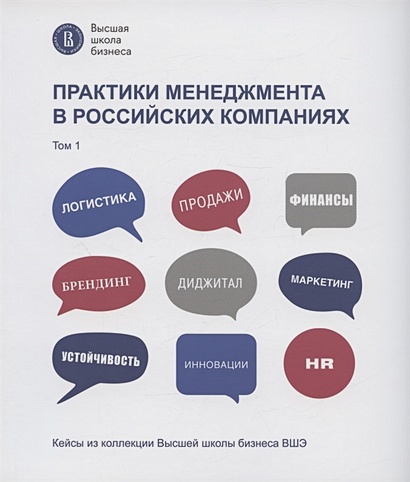 Высшая
школа
бизнеса
ПРАКТИКИ МЕНЕДЖМЕНТА
В РОССИЙСКИХ КОМПАНИЯХ
Том 1
ЛОГИСТИКА
ПРОДАЖИ
ФИНАНСЫ
БРЕНДИНГ
ДИДЖИТАЛ
МАРКЕТИНГ
УСТОЙЧИВОСТЬ
ИННОВАЦИИ
HR
Кейсы из коллекции Высшей школы бизнеса ВШЭ